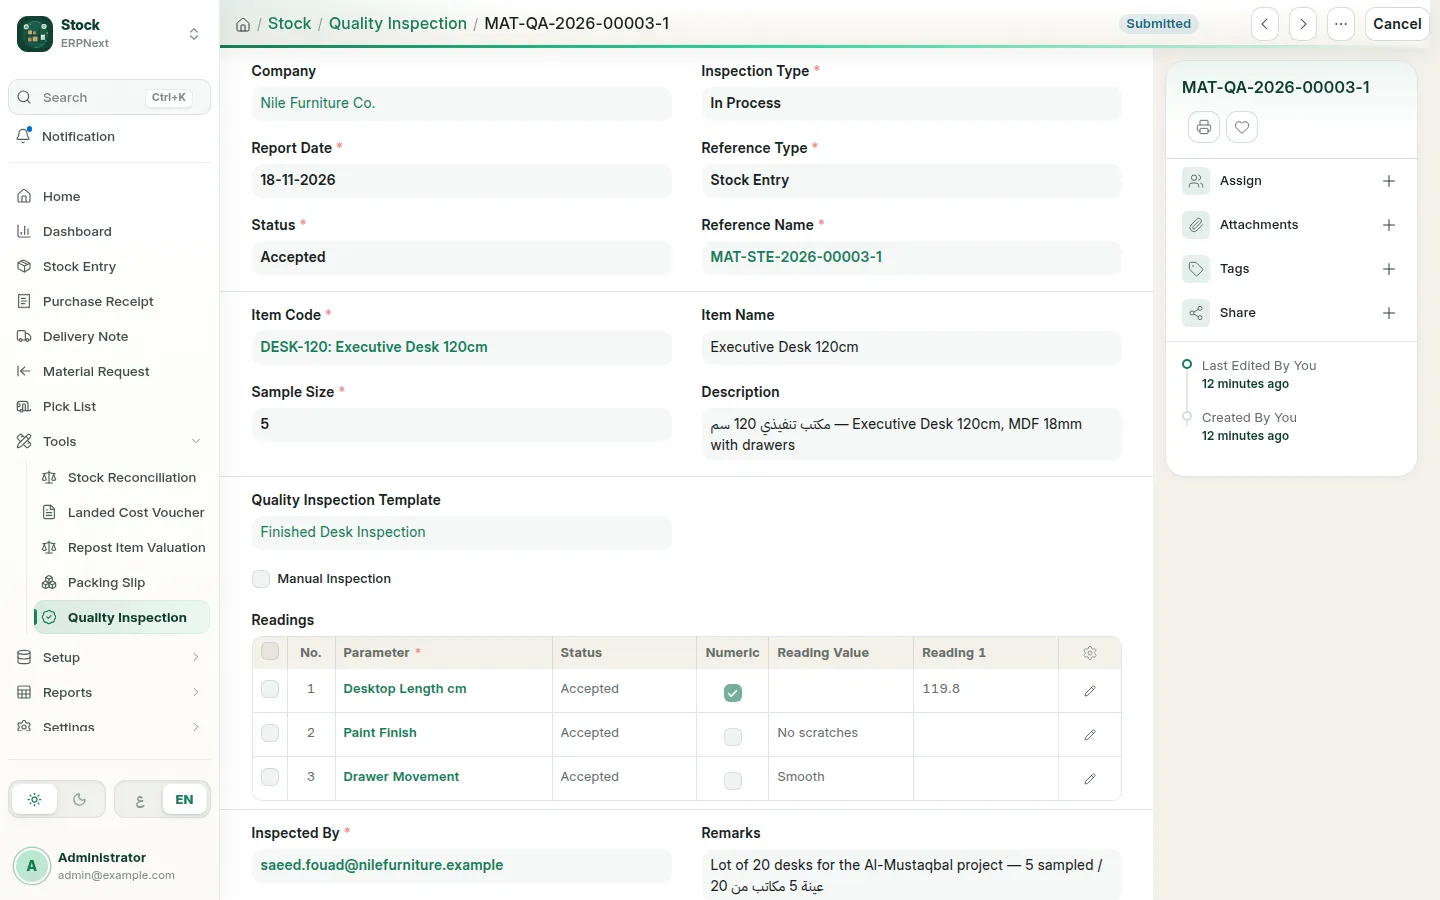 Stock
ERPNext
Search
Ctrl+K
Notification
Home
Dashboard
Stock Entry
Purchase Receipt
Delivery Note
Material Request
Pick List
Tools
Stock Reconciliation
Landed Cost Voucher
Repost Item Valuation
Packing Slip
Quality Inspection
Setup
Reports
Settings
ع
EN
A
Administrator
admin@example.com
/ Stock / Quality Inspection / MAT-QA-2026-00003-1
Submitted
Cancel
Company
Nile Furniture Co.
Inspection Type *
In Process
Report Date *
18-11-2026
Reference Type *
Stock Entry
Status *
Accepted
Reference Name *
MAT-STE-2026-00003-1
Item Code *
DESK-120: Executive Desk 120cm
Item Name
Executive Desk 120cm
Sample Size *
5
Description
مكتب تنفيذي 120 سم — Executive Desk 120cm, MDF 18mm
with drawers
Quality Inspection Template
Finished Desk Inspection
Manual Inspection
Readings
No. Parameter * Status Numeric Reading Value Reading 1
1 Desktop Length cm Accepted 119.8
2 Paint Finish Accepted No scratches
3 Drawer Movement Accepted Smooth
Inspected By *
saeed.fouad@nilefurniture.example
Remarks
Lot of 20 desks for the Al-Mustaqbal project — 5 sampled /
عينة 5 مكاتب من 20
MAT-QA-2026-00003-1
Assign
Attachments
Tags
Share
Last Edited By You
12 minutes ago
Created By You
12 minutes ago